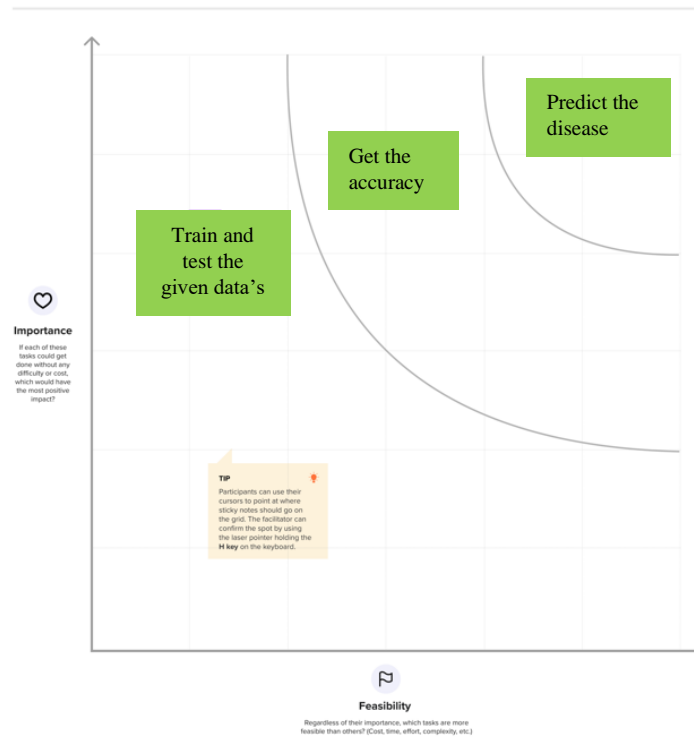 Predict the
disease
Get the
accuracy
Train and
test the
given data’s
Importance
If each of these
tasks could get
done without any
difficulty or cost,
which would have
the most positive
impact?
TIP
Participants can use their
cursors to point at where
sticky notes should go on
the grid. The facilitator can
confirm the spot by using
the laser pointer holding the
H key on the keyboard.
Feasibility
Regardless of their importance, which tasks are more
feasible than others? (Cost, time, effort, complexity, etc.)